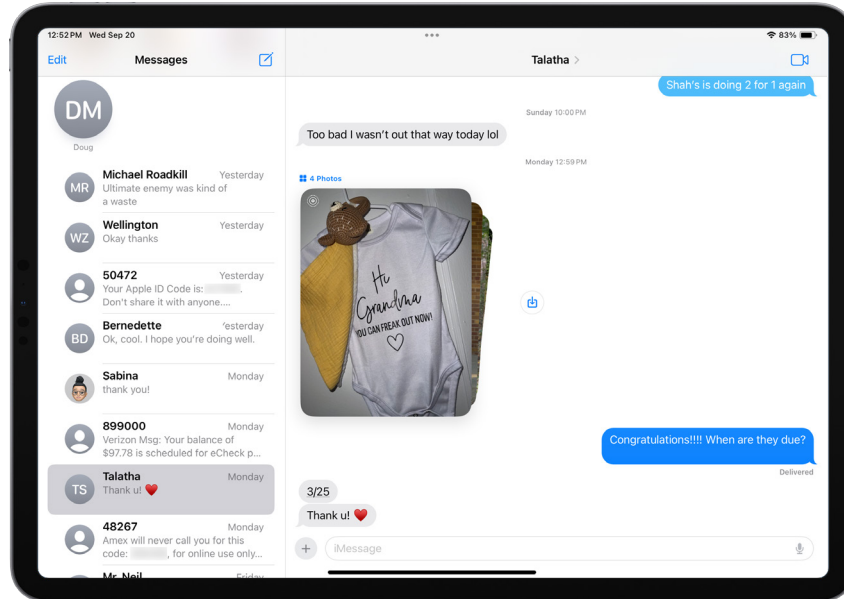 12:52 PM Wed Sep 20
83%
Edit
Messages
Talatha >
DM
Doug
MR
Michael Roadkill
Yesterday
Ultimate enemy was kind of
a waste
WZ
Wellington
Yesterday
Okay thanks
50472
Yesterday
Your Apple ID Code is:
Don't share it with anyone....
BD
Bernedette
Yesterday
Ok, cool. I hope you're doing well.
Sabina
Monday
thank you!
899000
Monday
Verizon Msg: Your balance of
$97.78 is scheduled for eCheck p...
TS
Talatha
Monday
Thank u! ❤️
48267
Monday
Amex will never call you for this
code: , for online use only...
Mr. Neil
Friday
Shah's is doing 2 for 1 again
Sunday 10:00 PM
Too bad I wasn't out that way today lol
Monday 12:59 PM
4 Photos
Hi
Grandma
YOU CAN FREAK OUT NOW!
Congratulations!!!! When are they due?
Delivered
3/25
Thank u! ❤️
iMessage